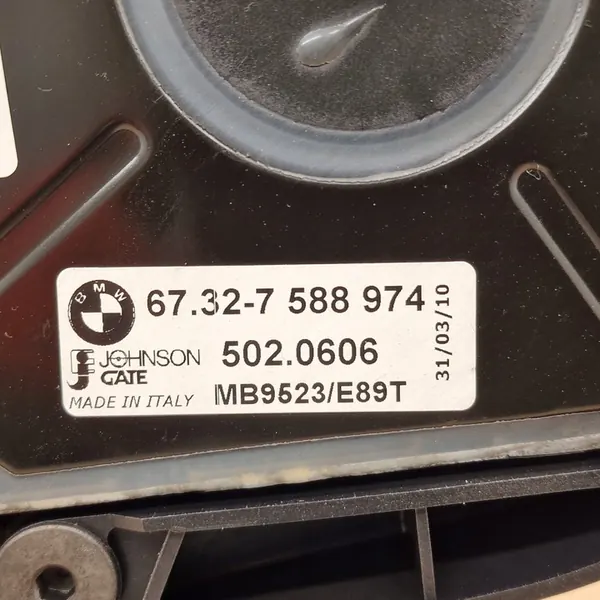 BMW
67.32-7 588 974
JOHNSON
GATE
502.0606
MADE IN ITALY
MB9523/E89T
31/03/10